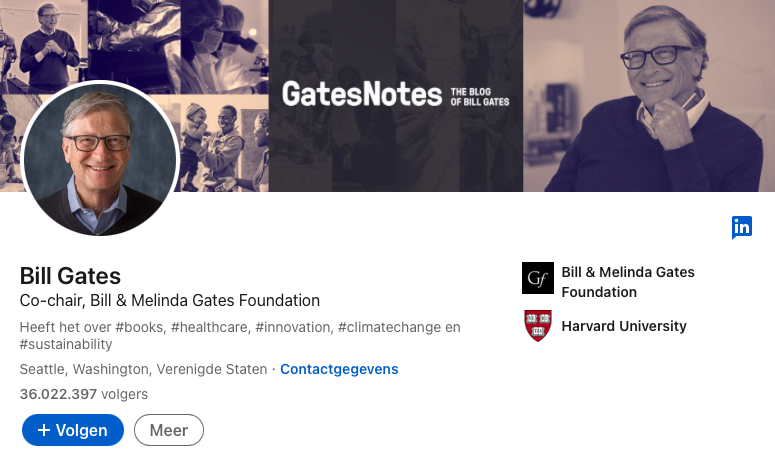 GatesNotes
THE BLOG
OF BILL GATES
in
Bill Gates
Co-chair, Bill & Melinda Gates Foundation
Heeft het over #books, #healthcare, #innovation, #climatechange en
#sustainability
Seattle, Washington, Verenigde Staten · Contactgegevens
36.022.397 volgers
+ Volgen
Meer
Gf
Bill & Melinda Gates
Foundation
Harvard University